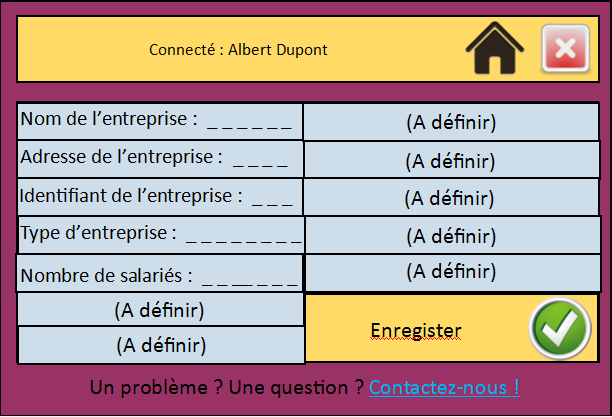 Connecté : Albert Dupont
Nom de l'entreprise : _ _ _ _ _ _ (A définir)
Adresse de l'entreprise : _ _ _ _ (A définir)
Identifiant de l'entreprise : _ _ _ (A définir)
Type d'entreprise : _ _ _ _ _ _ _ _ (A définir)
Nombre de salariés : _ _ __ _ _ _ (A définir)
(A définir)
(A définir)
Enregister
Un problème ? Une question ? Contactez-nous !